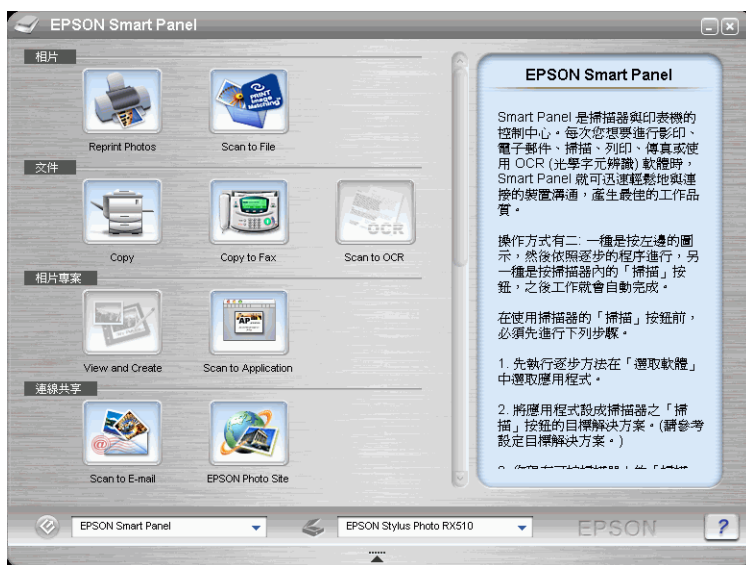 EPSON Smart Panel
相片
PRINT
Image
Matching
Reprint Photos
Scan to File
文件
OCR
Copy
Copy to Fax
Scan to OCR
相片專案
AP
View and Create
Scan to Application
連線共享
@
Scan to E-mail
EPSON Photo Site
EPSON Smart Panel
Smart Panel 是掃描器與印表機的
控制中心。每次您想要進行影印、
電子郵件、掃描、列印、傳真或使
用 OCR (光學字元辨識) 軟體時，
Smart Panel 就可迅速輕鬆地與連
接的裝置溝通，產生最佳的工作品
質。
操作方式有二: 一種是按左邊的圖
示，然後依照逐步的程序進行，另
一種是按掃描器內的「掃描」按
鈕，之後工作就會自動完成。
在使用掃描器的「掃描」按鈕前，
必須先進行下列步驟。
1. 先執行逐步方法在「選取軟體」
中選取應用程式。
2. 將應用程式設成掃描器之「掃
描」按鈕的目標解決方案。(請參考
設定目標解決方案。)
EPSON Smart Panel
EPSON Stylus Photo RX510
EPSON
?